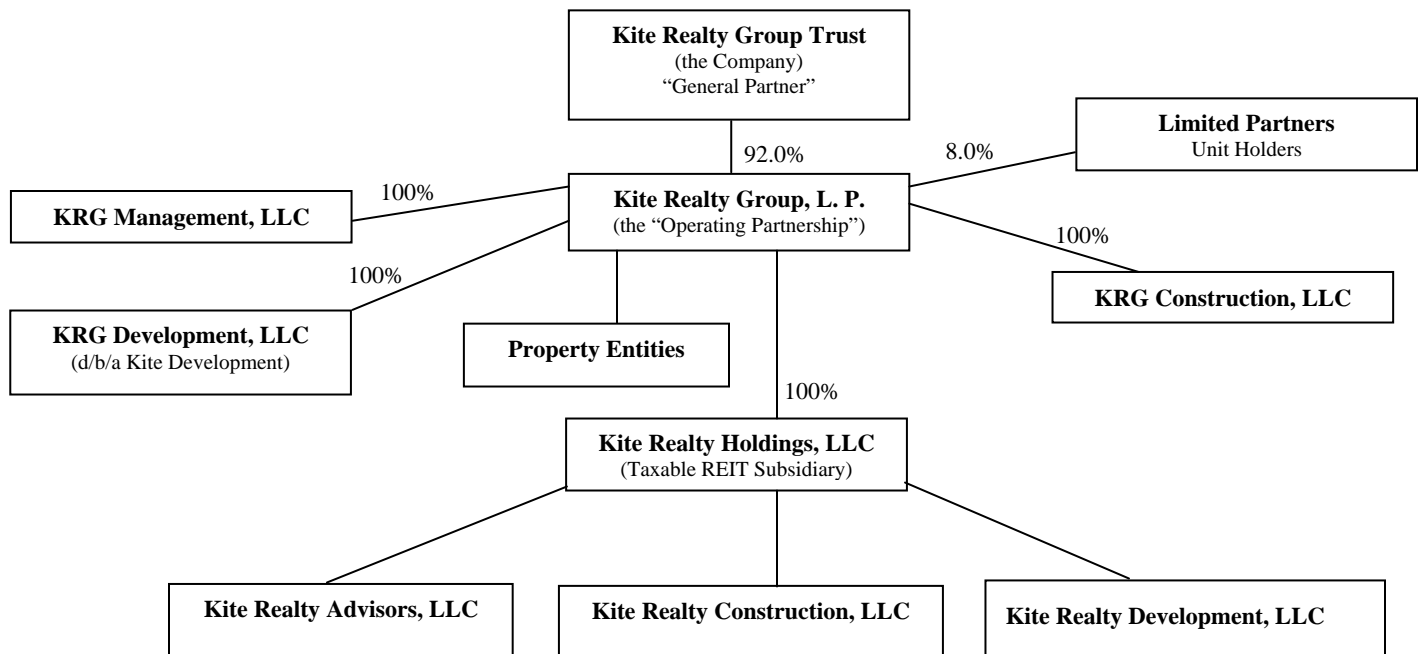 Kite Realty Group Trust
(the Company)
“General Partner”
Limited Partners
Unit Holders
92.0%
8.0%
100%
KRG Management, LLC
Kite Realty Group, L. P.
(the “Operating Partnership”)
100%
KRG Construction, LLC
100%
KRG Development, LLC
(d/b/a Kite Development)
Property Entities
100%
Kite Realty Holdings, LLC
(Taxable REIT Subsidiary)
Kite Realty Advisors, LLC
Kite Realty Construction, LLC
Kite Realty Development, LLC